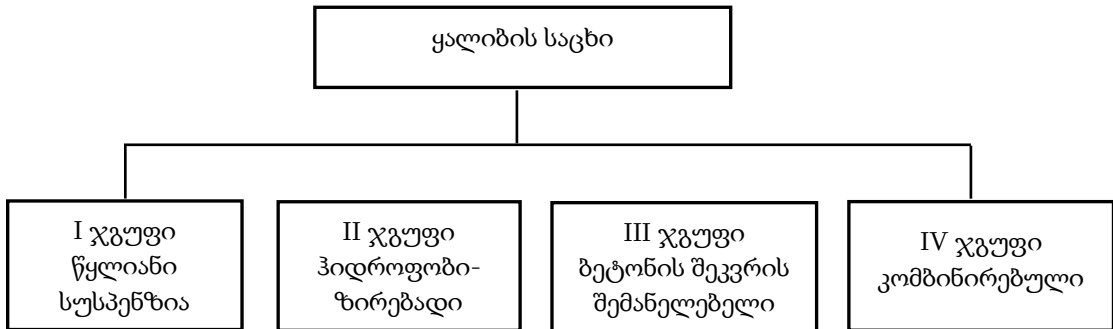 ყალიბის საცხი
I ჯგუფი
წყლიანი
სუსპენზია
II ჯგუფი
ჰიდროფობი-
ზირებადი
III ჯგუფი
ბეტონის შეკვრის
შემანელებელი
IV ჯგუფი
კომბინირებული